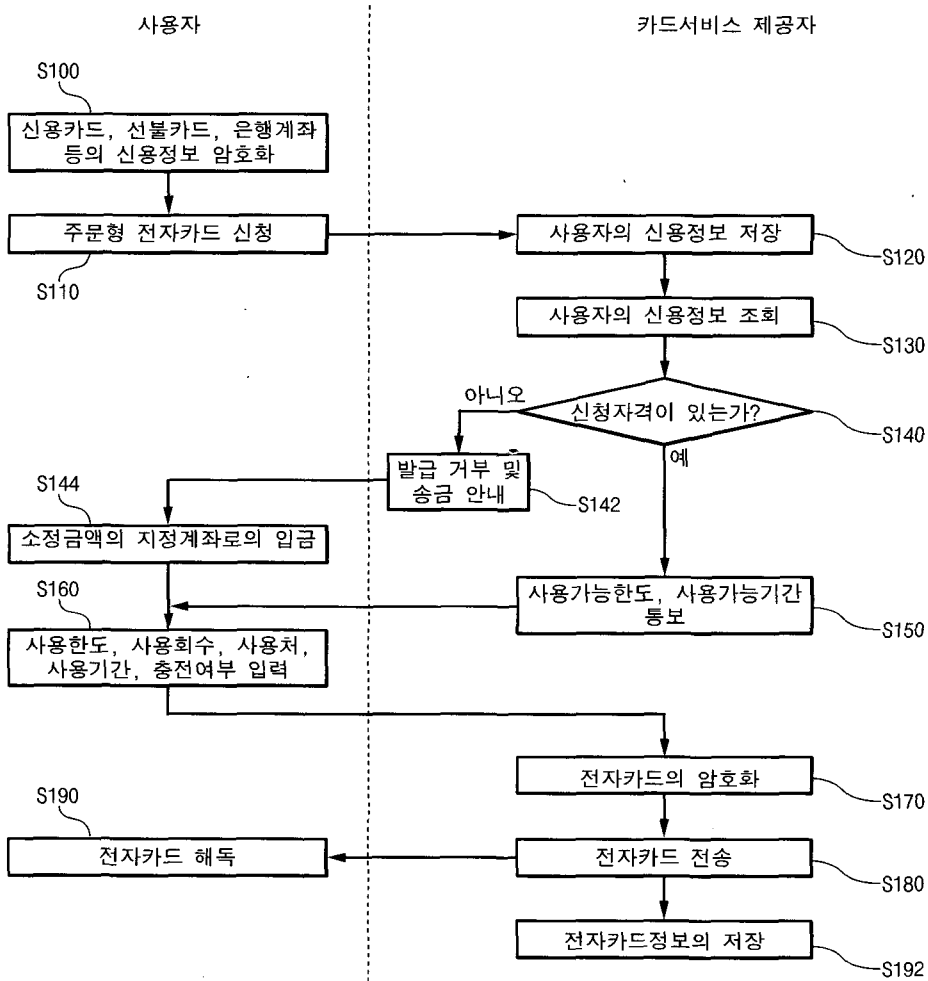 사용자
카드서비스 제공자
S100
신용카드, 선불카드, 은행계좌
등의 신용정보 암호화
주문형 전자카드 신청
S110
사용자의 신용정보 저장
S120
사용자의 신용정보 조회
S130
신청자격이 있는가?
S140
아니오
예
발급 거부 및
송금 안내
S142
S144
소정금액의 지정계좌로의 입금
사용가능한도, 사용가능기간
통보
S150
S160
사용한도, 사용회수, 사용처,
사용기간, 충전여부 입력
전자카드의 암호화
S170
S190
전자카드 해독
전자카드 전송
S180
전자카드정보의 저장
S192